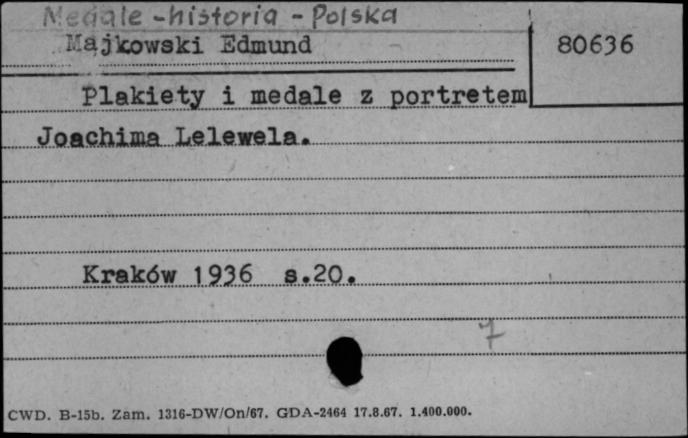 Medale - historia - Polska
Majkowski Edmund
80636
Plakiety i medale z portretem
Joachima Lelewela.
Kraków 1936 s.20.
7
CWD. B-15b. Zam. 1316-DW/On/67. GDA-2464 17.8.67. 1.400.000.